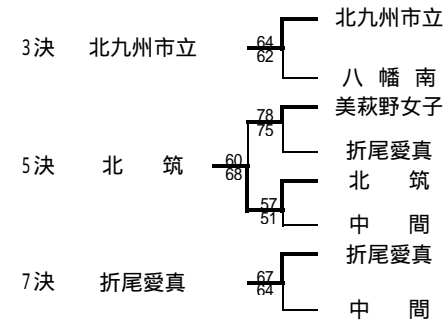 北九州市立
3決 北九州市立 64
62
八幡南
美萩野女子
78
75
折尾愛真
5決 北筑 60
68
北筑
57
51
中間
折尾愛真
7決 折尾愛真 67
64
中間